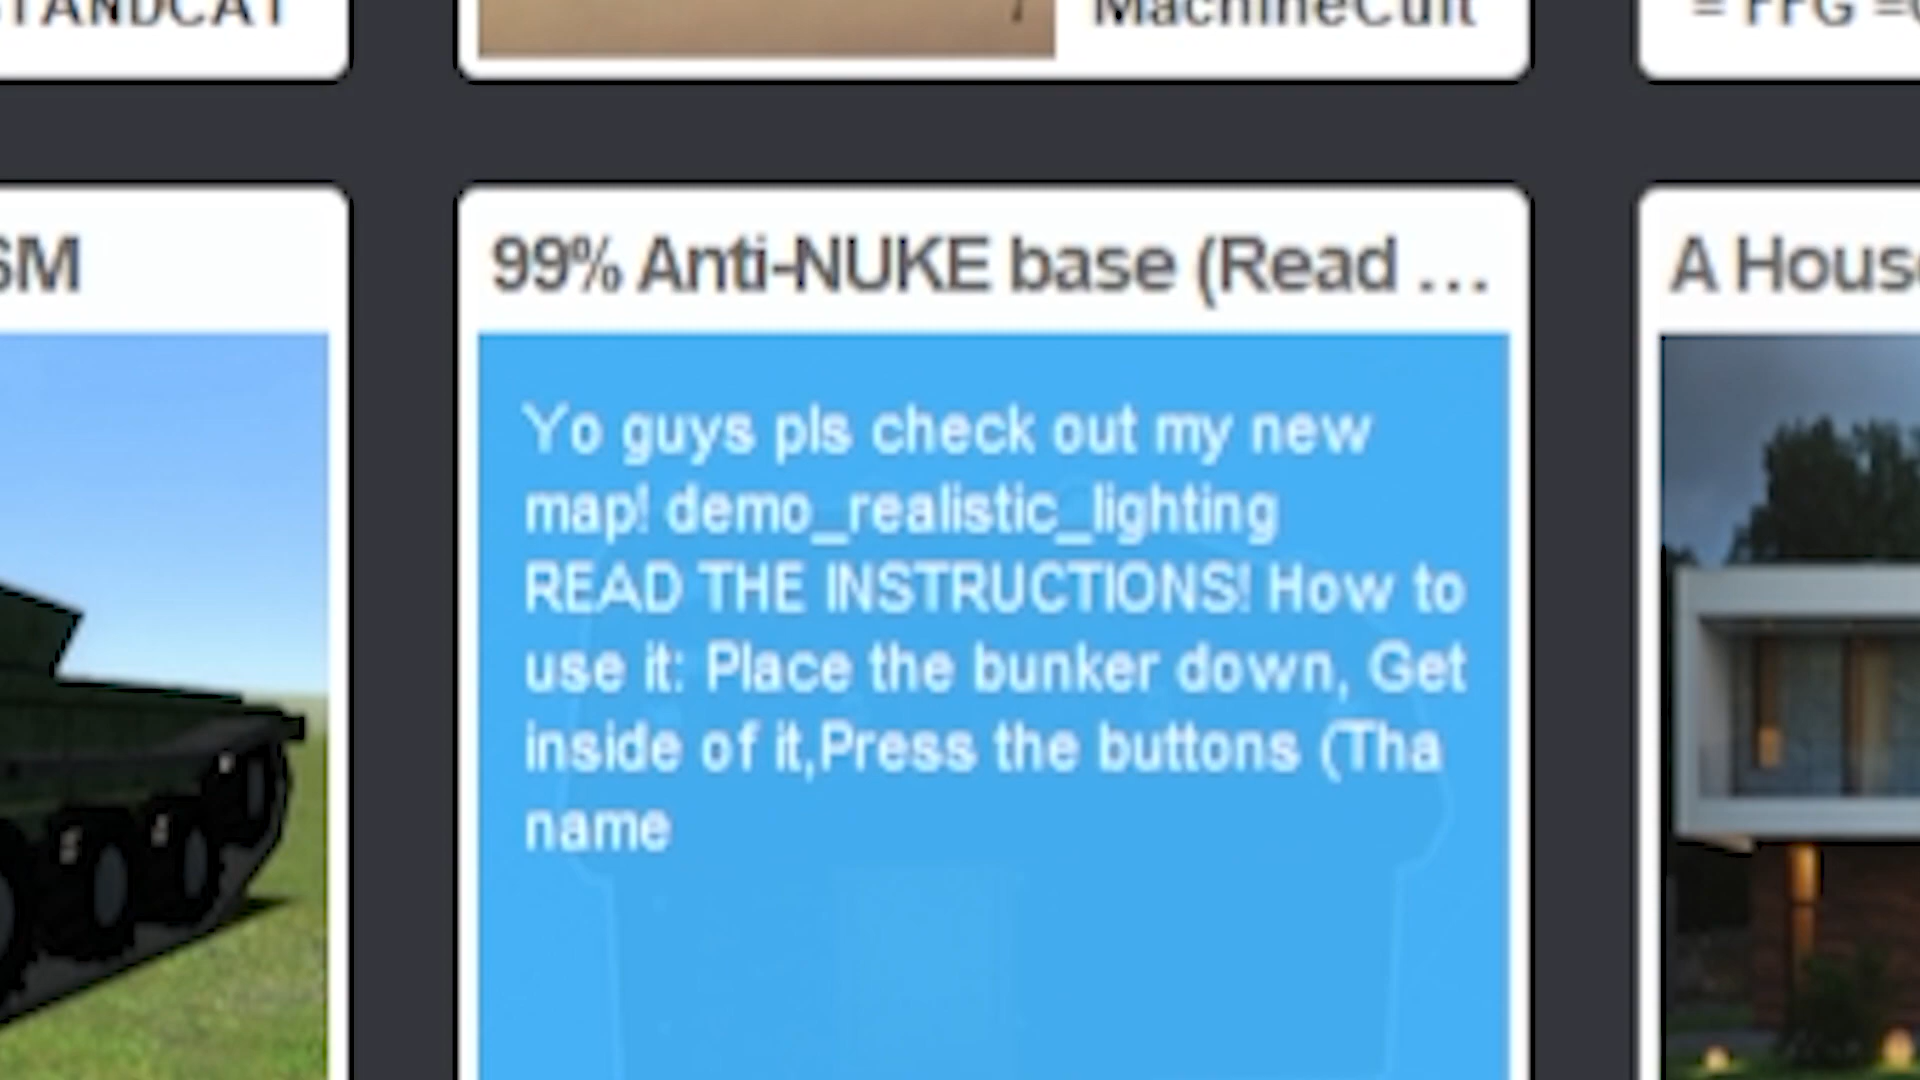 MachineCult
= FFG =
SM
99% Anti-NUKE base (Read ...
A House
Yo guys pls check out my new
map! demo_realistic_lighting
READ THE INSTRUCTIONS! How to
use it: Place the bunker down, Get
inside of it,Press the buttons (Tha
name